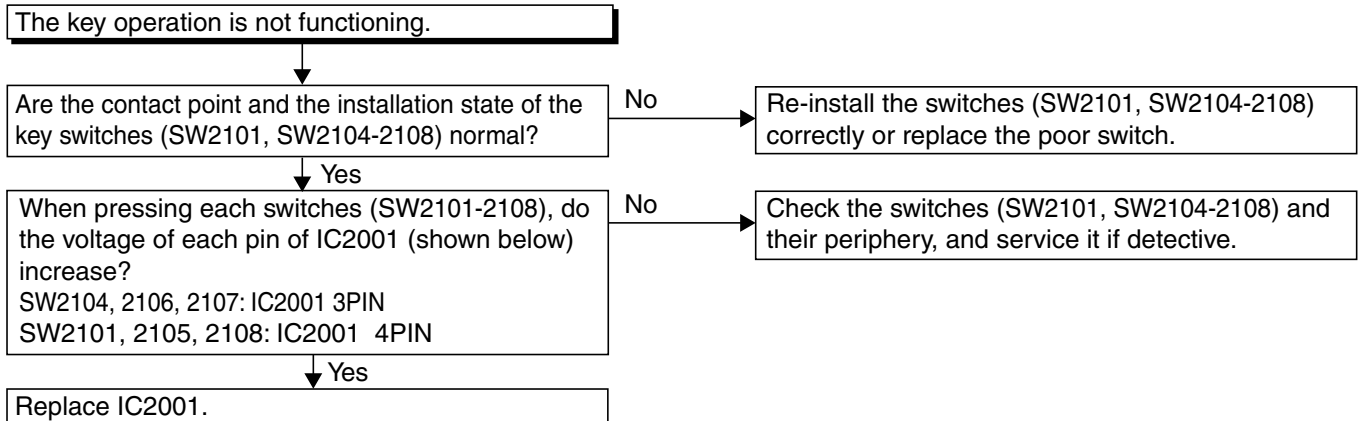 The key operation is not functioning.
Are the contact point and the installation state of the
key switches (SW2101, SW2104-2108) normal?
No
Re-install the switches (SW2101, SW2104-2108)
correctly or replace the poor switch.
Yes
When pressing each switches (SW2101-2108), do
the voltage of each pin of IC2001 (shown below)
increase?
SW2104, 2106, 2107: IC2001 3PIN
SW2101, 2105, 2108: IC2001 4PIN
No
Check the switches (SW2101, SW2104-2108) and
their periphery, and service it if detective.
Yes
Replace IC2001.